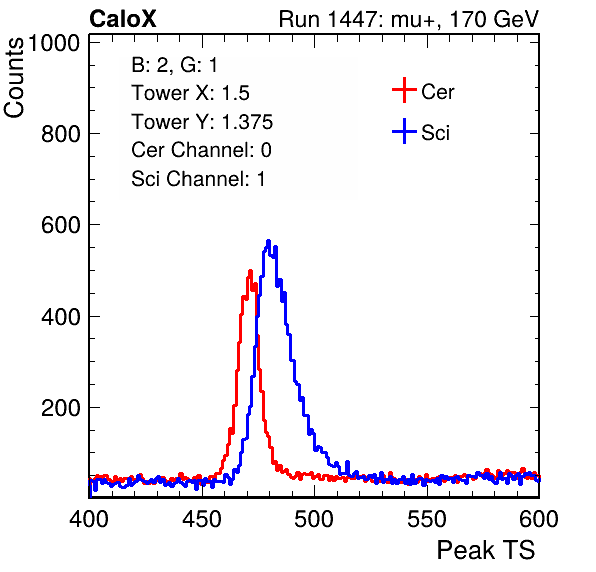 CaloX Run 1447: mu+, 170 GeV
Counts
1000
800
600
400
200
B: 2, G: 1
Tower X: 1.5
Tower Y: 1.375
Cer Channel: 0
Sci Channel: 1
Cer
Sci
400 450 500 550 600
Peak TS